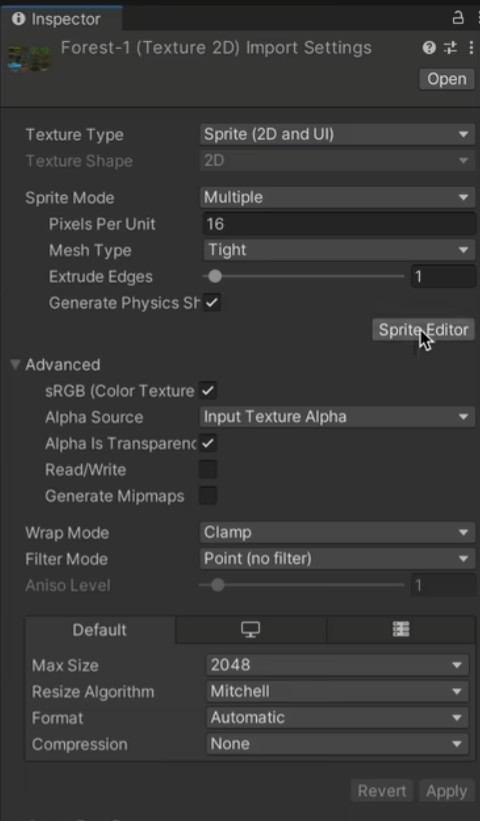 Inspector
Forest-1 (Texture 2D) Import Settings
Open
Texture Type Sprite (2D and UI)
Texture Shape 2D
Sprite Mode Multiple
Pixels Per Unit 16
Mesh Type Tight
Extrude Edges 1
Generate Physics Sh
Sprite Editor
Advanced
sRGB (Color Texture
Alpha Source Input Texture Alpha
Alpha Is Transparenc
Read/Write
Generate Mipmaps
Wrap Mode Clamp
Filter Mode Point (no filter)
Aniso Level 1
Default
Max Size 2048
Resize Algorithm Mitchell
Format Automatic
Compression None
Revert Apply